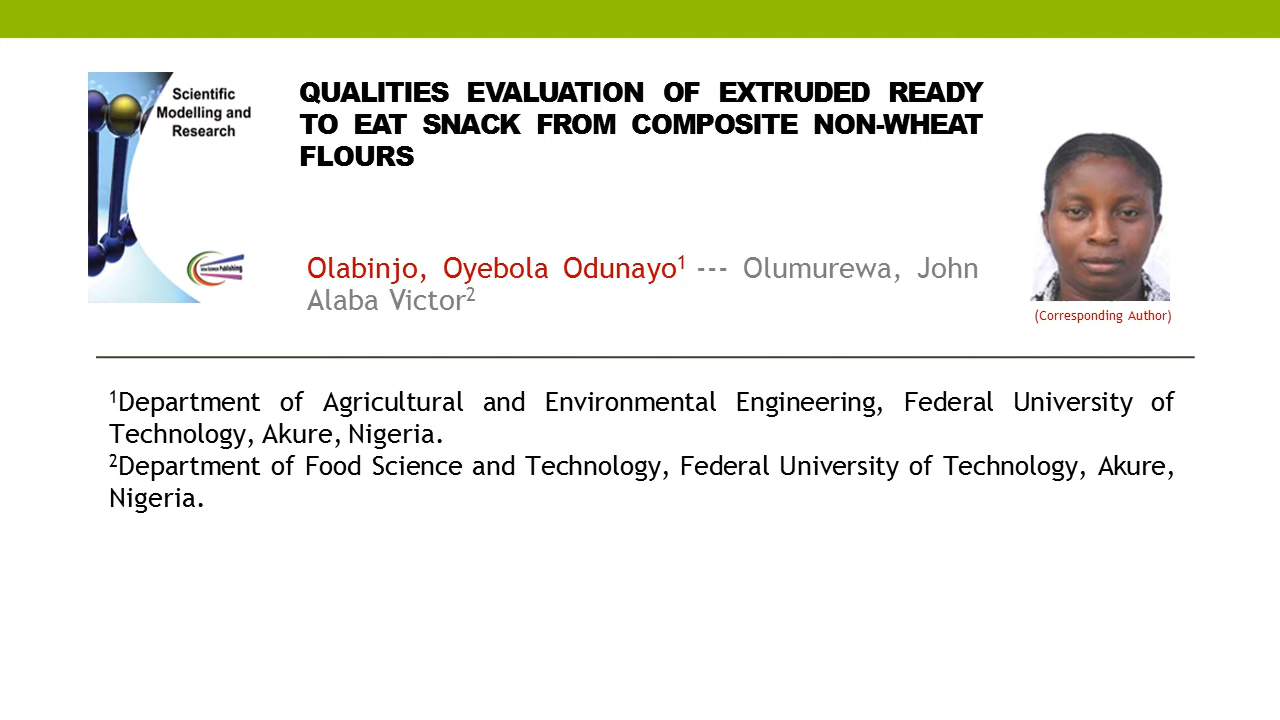 Scientific
Modelling and
Research
QUALITIES EVALUATION OF EXTRUDED READY
TO EAT SNACK FROM COMPOSITE NON-WHEAT
FLOURS
Olabinjo, Oyebola Odunayo¹ --- Olumurewa, John
Alaba Victor²
(Corresponding Author)
¹Department of Agricultural and Environmental Engineering, Federal University of
Technology, Akure, Nigeria.
²Department of Food Science and Technology, Federal University of Technology, Akure,
Nigeria.